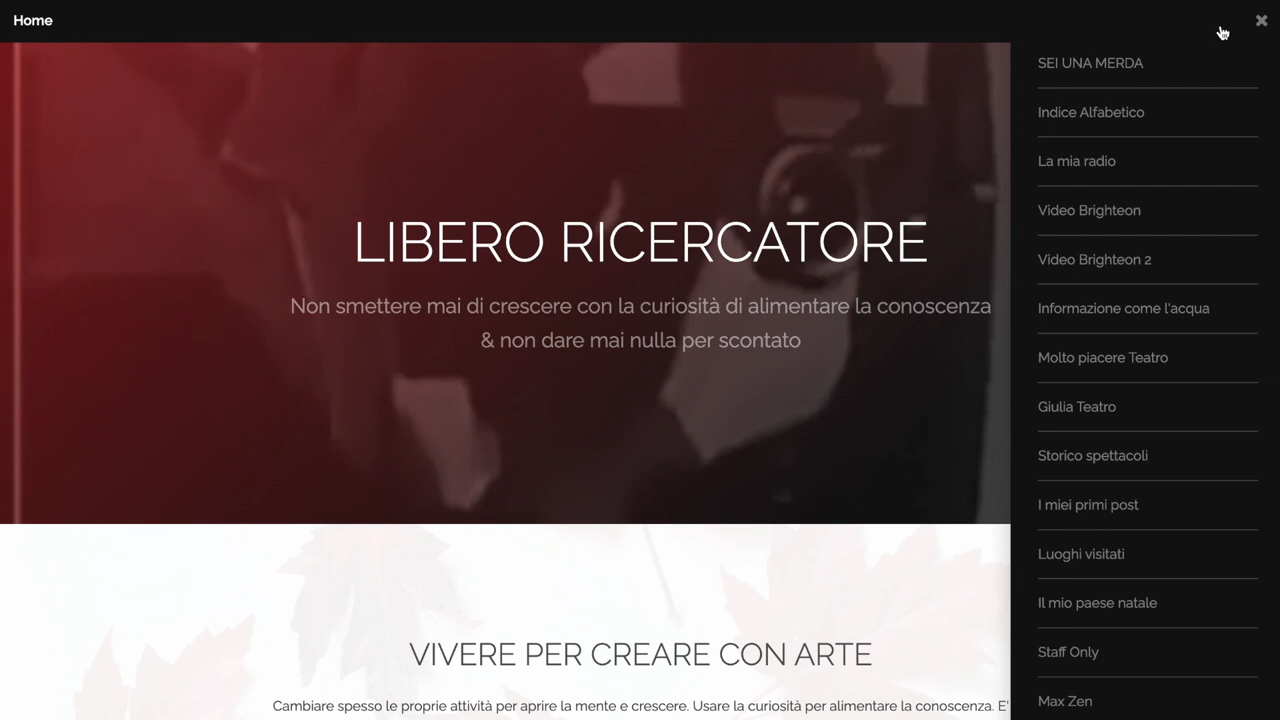 Home
LIBERO RICERCATORE
Non smettere mai di crescere con la curiosità di alimentare la conoscenza
& non dare mai nulla per scontato
VIVERE PER CREARE CON ARTE
Cambiare spesso le proprie attività per aprire la mente e crescere. Usare la curiosità per alimentare la conoscenza. E'
SEI UNA MERDA
Indice Alfabetico
La mia radio
Video Brighteon
Video Brighteon 2
Informazione come l'acqua
Molto piacere Teatro
Giulia Teatro
Storico spettacoli
I miei primi post
Luoghi visitati
Il mio paese natale
Staff Only
Max Zen